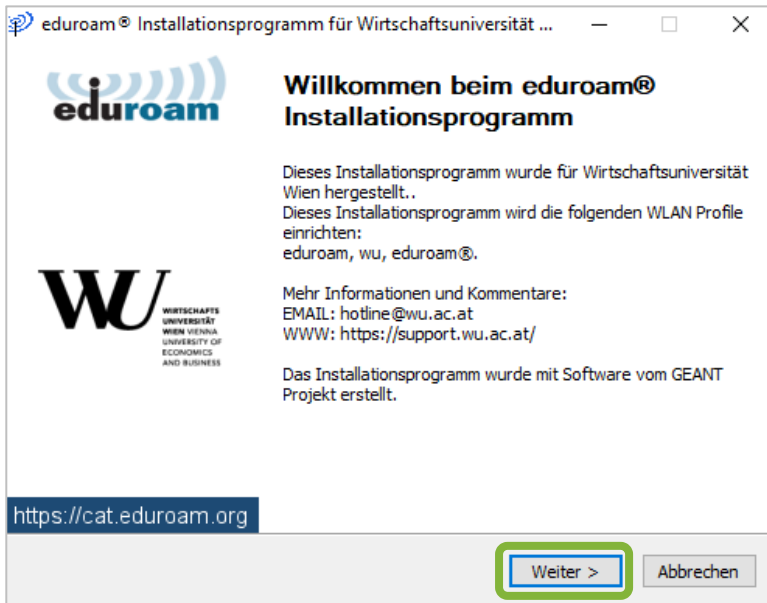 eduroam® Installationsprogramm für Wirtschaftsuniversität ...
eduroam
Willkommen beim eduroam®
Installationsprogramm
Dieses Installationsprogramm wurde für Wirtschaftsuniversität
Wien hergestellt..
Dieses Installationsprogramm wird die folgenden WLAN Profile
einrichten:
eduroam, wu, eduroam®.
Mehr Informationen und Kommentare:
EMAIL: hotline@wu.ac.at
WWW: https://support.wu.ac.at/
Das Installationsprogramm wurde mit Software vom GEANT
Projekt erstellt.
WU
WIRTSCHAFTS
UNIVERSITÄT
WIEN VIENNA
UNIVERSITY OF
ECONOMICS
AND BUSINESS
https://cat.eduroam.org
Weiter >
Abbrechen